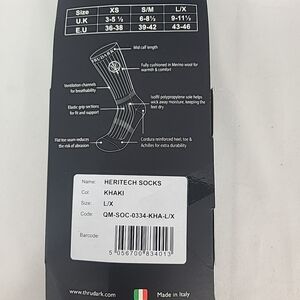 Size XS S/M L/X
U.K 3-5 ½ 6-8½ 9-11½
E.U 36-38 39-42 43-46
Mid calf length
THRUDARK
Fully cushioned in Merino wool for
warmth & comfort
Ventilation channels
for breathability
Isolfil polypropylene sole helps
wick away moisture, keeping the
feet dry.
Elastic grip sections
for fit and support
Flat toe seam reduces
the risk of abrasion
Cordura reinforced heel, toe &
Achilles for extra durability
Name: HERITECH SOCKS
Col: KHAKI
Size: L/X
Code: QM-SOC-0334-KHA-L/X
Barcode:
5 056700 834013
www.thrudark.com
Made in Italy